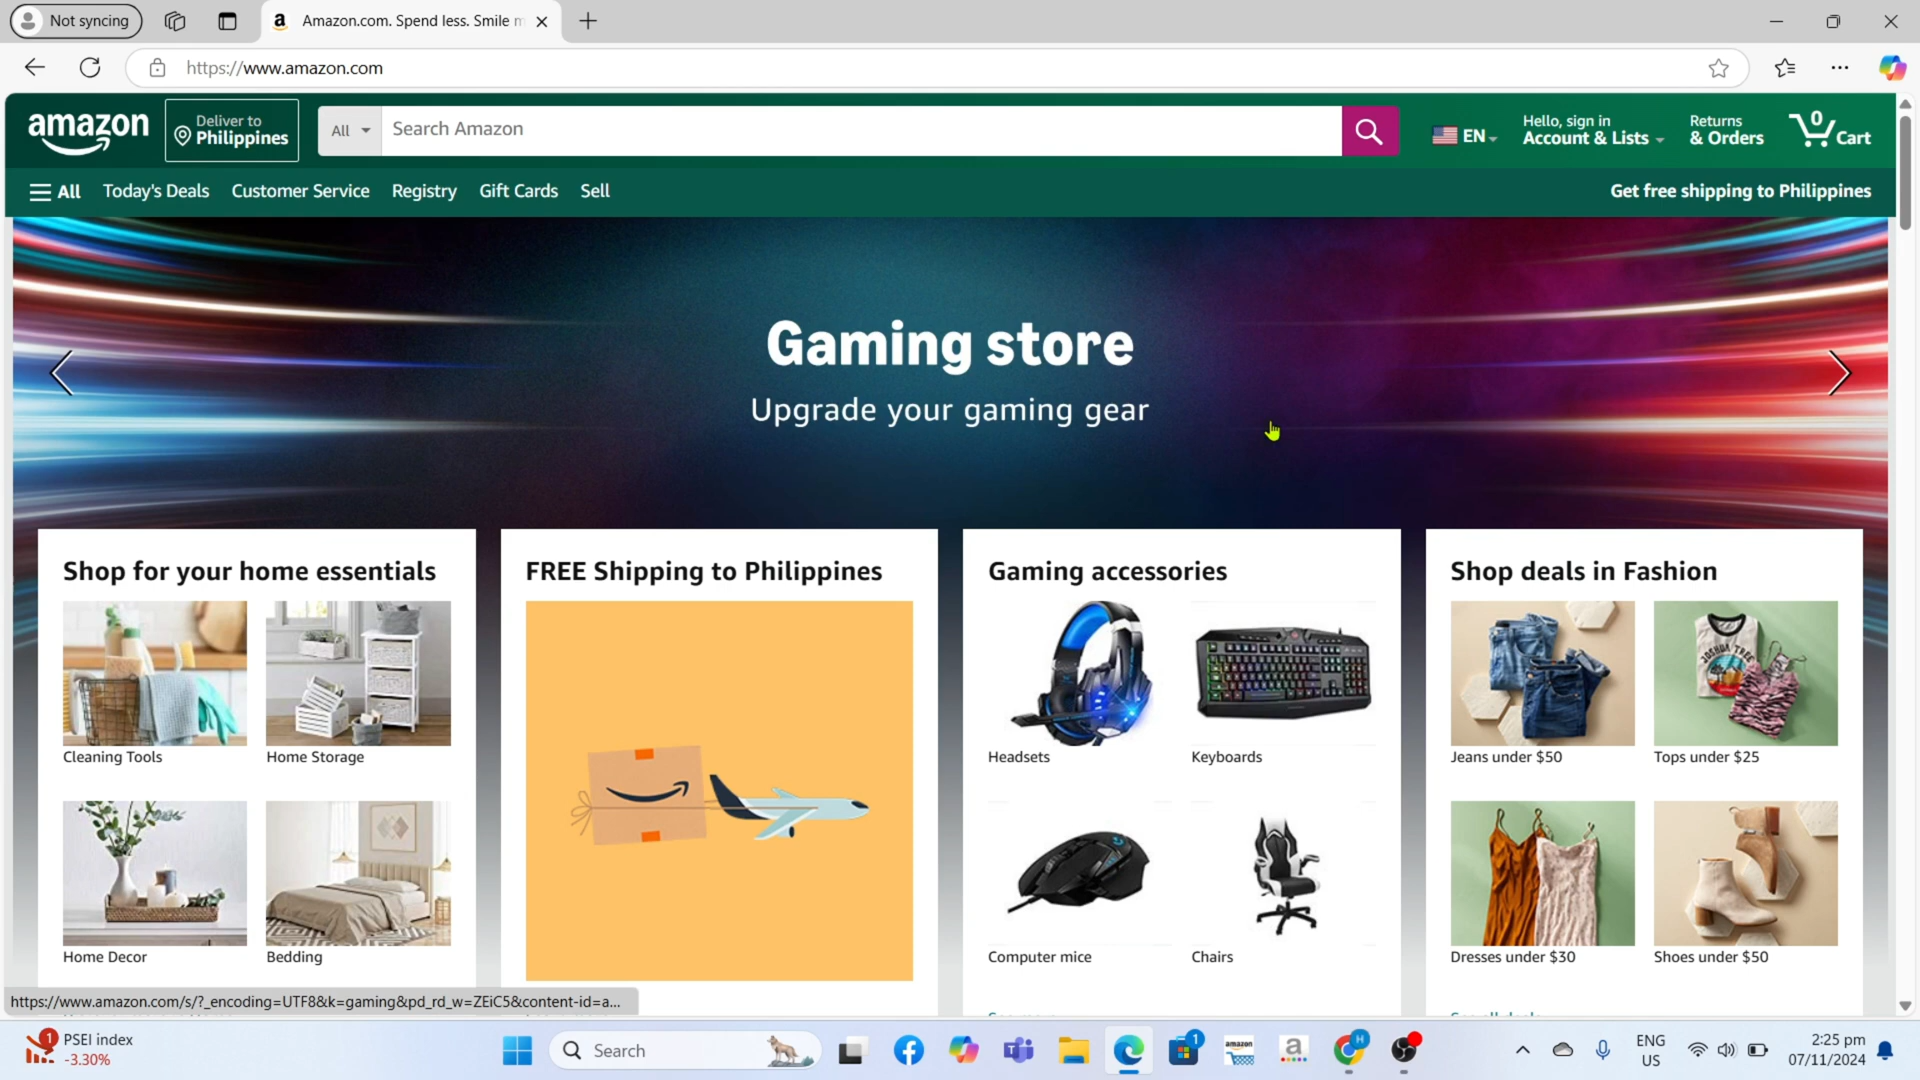 Not syncing
Amazon.com. Spend less. Smile m
https://www.amazon.com
amazon
Deliver to
Philippines
All
Search Amazon
EN
Hello, sign in
Account & Lists
Returns
& Orders
0
Cart
All
Today's Deals
Customer Service
Registry
Gift Cards
Sell
Get free shipping to Philippines
Gaming store
Upgrade your gaming gear
Shop for your home essentials
Cleaning Tools
Home Storage
Home Decor
Bedding
FREE Shipping to Philippines
Gaming accessories
Headsets
Keyboards
Computer mice
Chairs
Shop deals in Fashion
JOSHUA TREE
Jeans under $50
Tops under $25
Dresses under $30
Shoes under $50
https://www.amazon.com/s/?_encoding=UTF8&k=gaming&pd_rd_w=ZEiC5&content-id=a...
1
PSEI index
-3.30%
Search
1
amazon
a
H
ENG
US
2:25 pm
07/11/2024